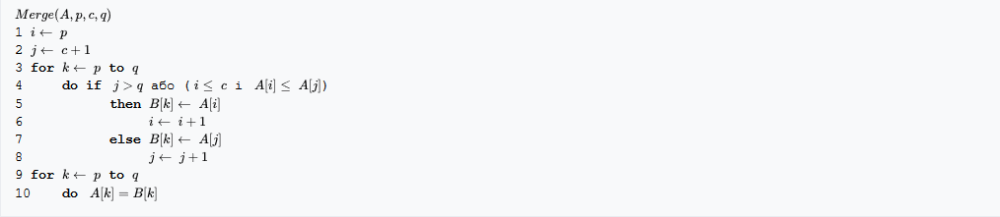 Merge(A, p, c, q)
1 i ← p
2 j ← c + 1
3 for k ← p to q
4 do if j > q або ( i ≤ c і A[i] ≤ A[j])
5 then B[k] ← A[i]
6 i ← i + 1
7 else B[k] ← A[j]
8 j ← j + 1
9 for k ← p to q
10 do A[k] = B[k]